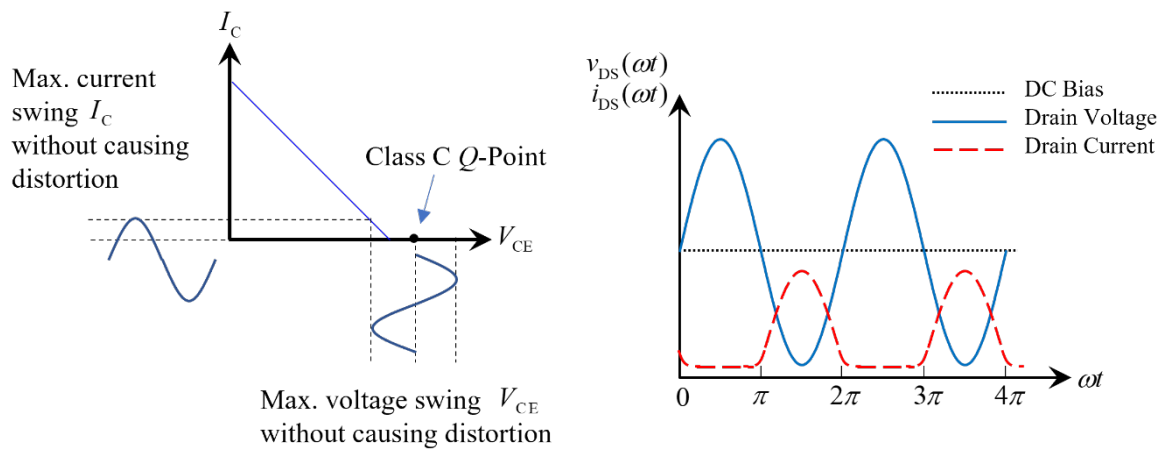 I_C
Max. current
swing I_C
without causing
distortion
Class C Q-Point
V_CE
Max. voltage swing V_CE
without causing distortion
v_DS(ωt)
i_DS(ωt)
DC Bias
Drain Voltage
Drain Current
0 π 2π 3π 4π
ωt